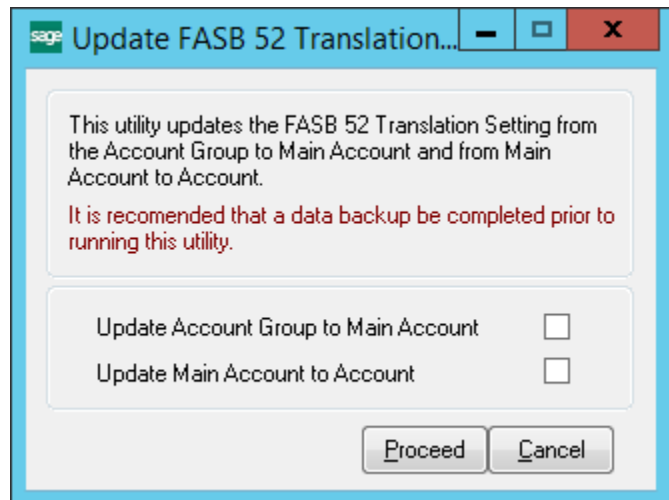 sage Update FASB 52 Translation...
This utility updates the FASB 52 Translation Setting from
the Account Group to Main Account and from Main
Account to Account.
It is recomended that a data backup be completed prior to
running this utility.
Update Account Group to Main Account
Update Main Account to Account
Proceed Cancel